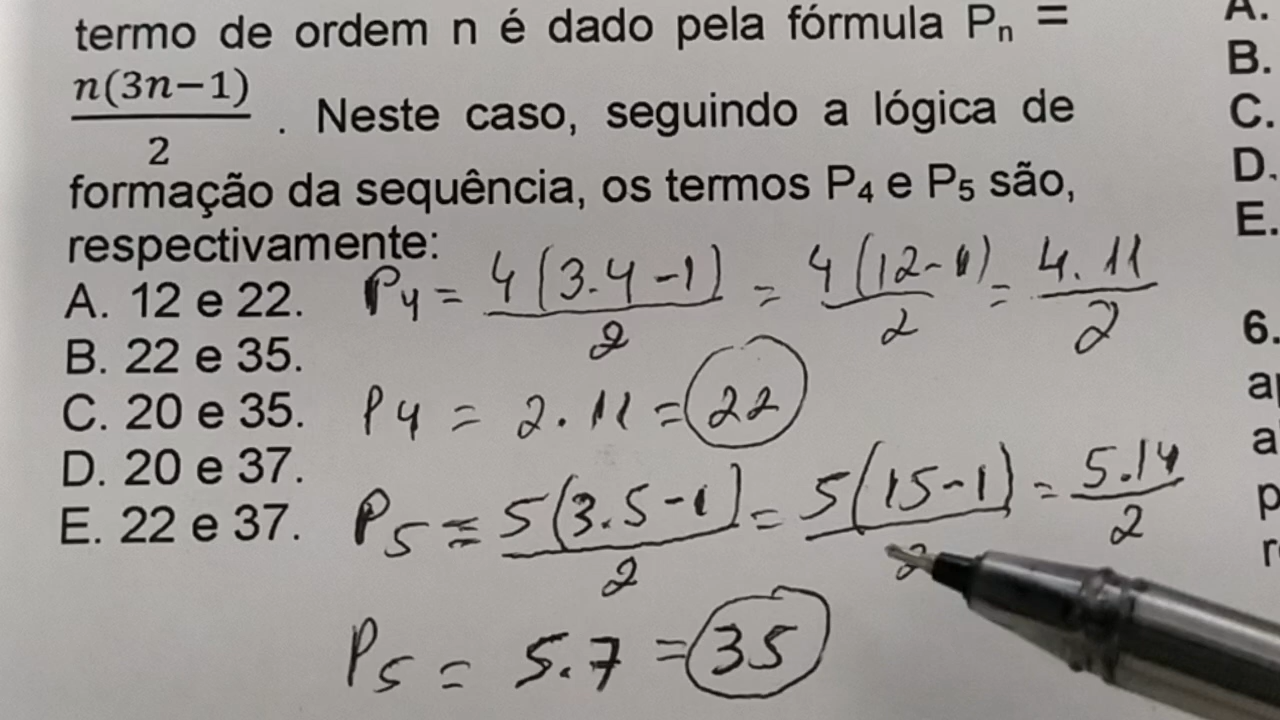 termo de ordem n é dado pela fórmula Pₙ =
n(3n−1)/2 . Neste caso, seguindo a lógica de
formação da sequência, os termos P₄ e P₅ são,
respectivamente:
A. 12 e 22.
B. 22 e 35.
C. 20 e 35.
D. 20 e 37.
E. 22 e 37.
P4 = 4(3.4-1)/2 = 4(12-1)/2 = 4.11/2
P4 = 2.11 = 22
P5 = 5(3.5-1)/2 = 5(15-1)/2 = 5.14/2
P5 = 5.7 = 35
A.
B.
C.
D.
E.
6.